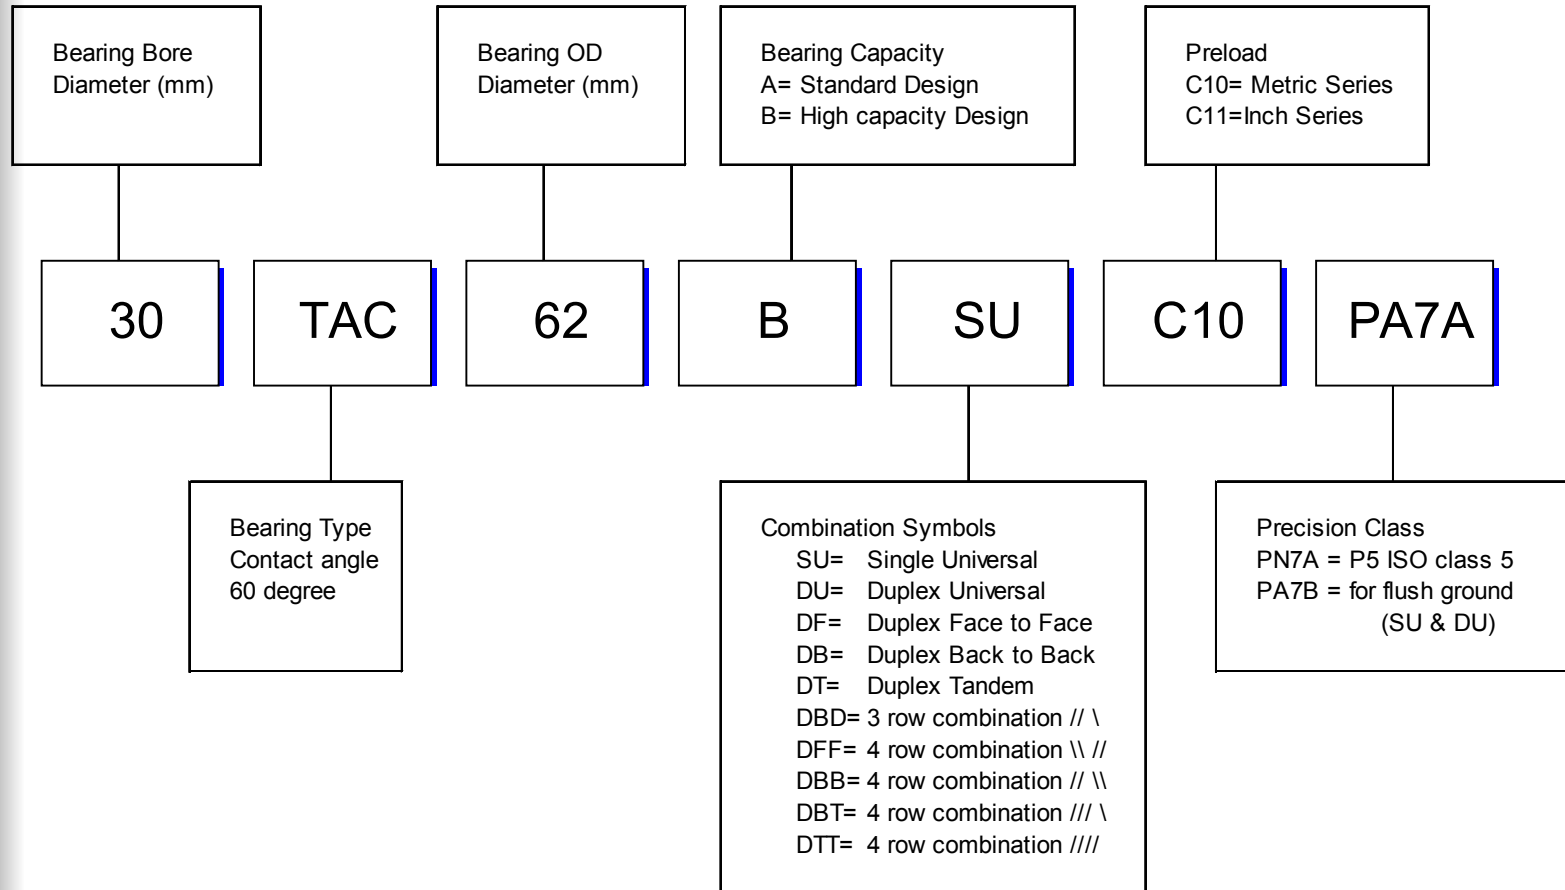 Bearing Bore
Diameter (mm)
Bearing OD
Diameter (mm)
Bearing Capacity
A= Standard Design
B= High capacity Design
Preload
C10= Metric Series
C11=Inch Series
30
TAC
62
B
SU
C10
PA7A
Bearing Type
Contact angle
60 degree
Combination Symbols
SU= Single Universal
DU= Duplex Universal
DF= Duplex Face to Face
DB= Duplex Back to Back
DT= Duplex Tandem
DBD= 3 row combination // \
DFF= 4 row combination \\ //
DBB= 4 row combination // \\
DBT= 4 row combination /// \
DTT= 4 row combination ////
Precision Class
PN7A = P5 ISO class 5
PA7B = for flush ground
(SU & DU)